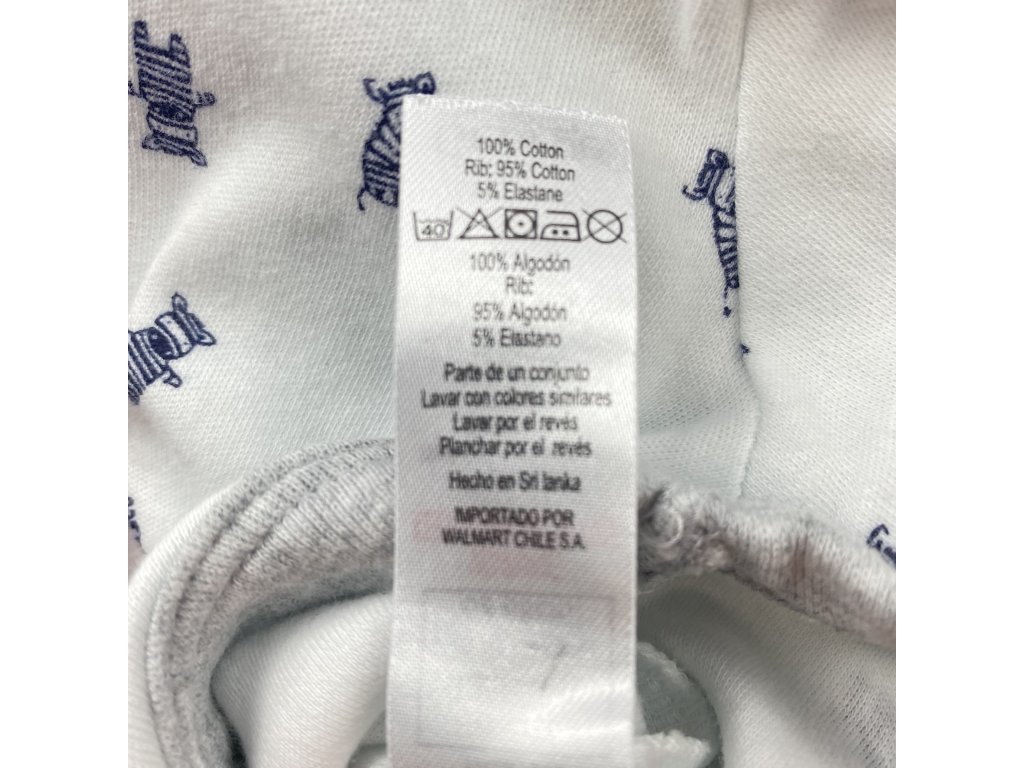 100% Cotton
Rib: 95% Cotton
5% Elastane
40
100% Algodón
Rib:
95% Algodón
5% Elastano
Parte de un conjunto
Lavar con colores similares
Lavar por el revés
Planchar por el revés
Hecho en Sri lanka
IMPORTADO POR
WALMART CHILE S.A.